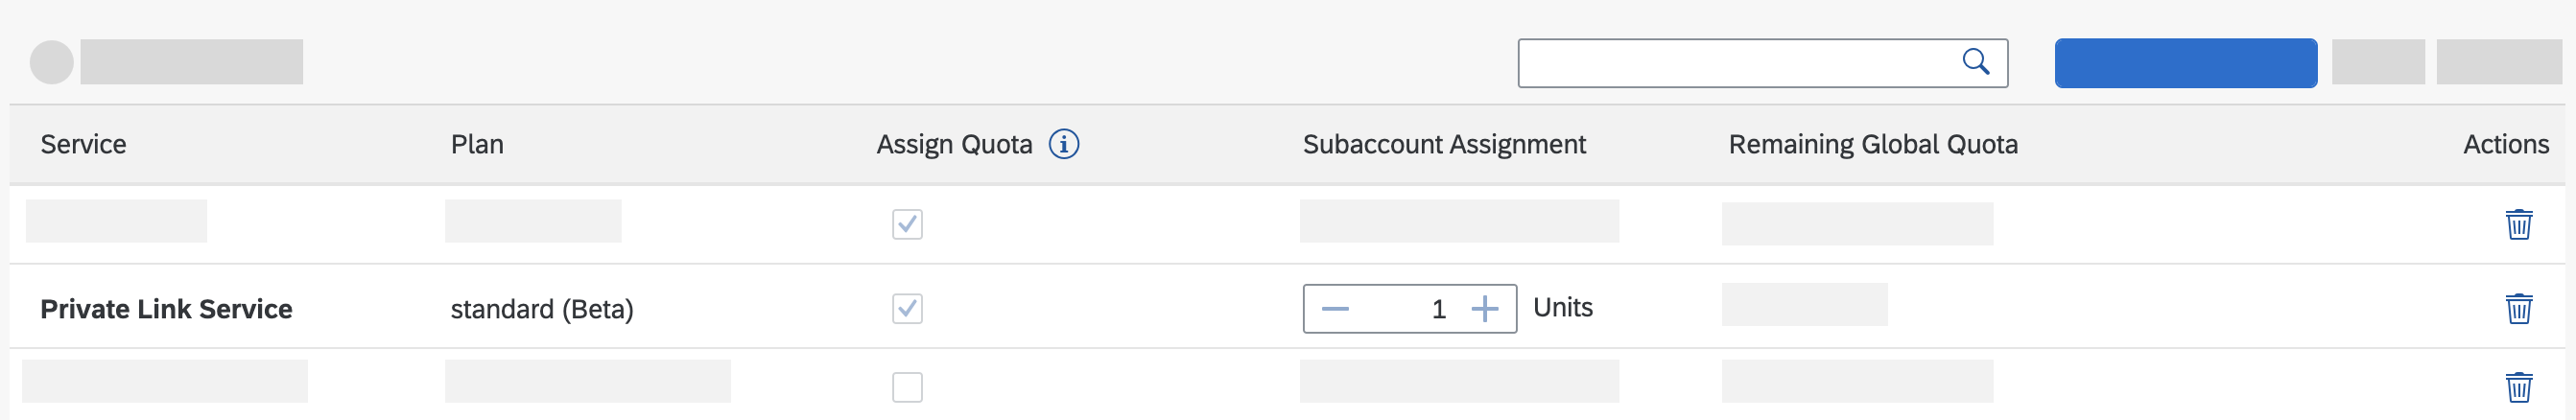 Service Plan Assign Quota Subaccount Assignment Remaining Global Quota Actions
Private Link Service standard (Beta) 1 Units